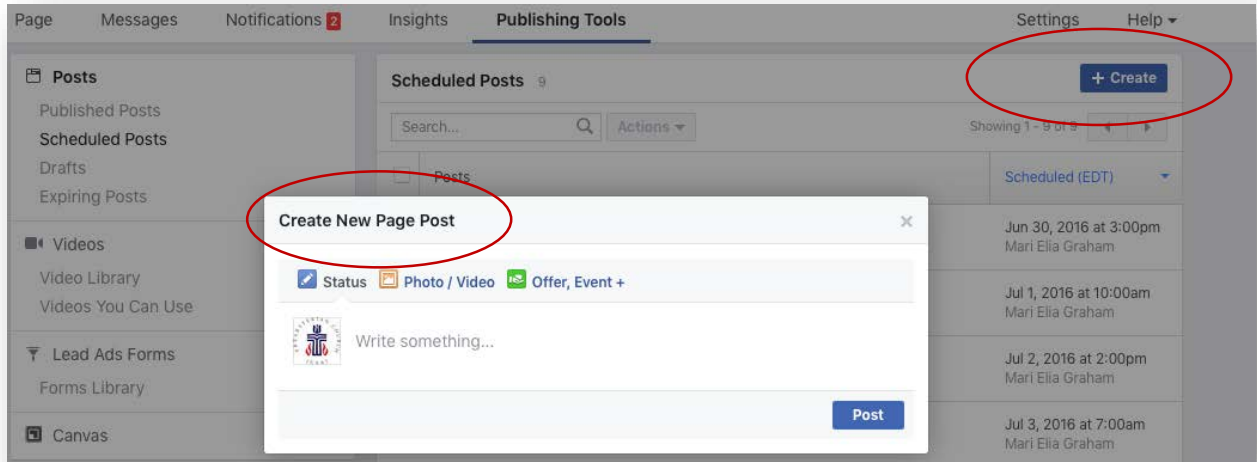 Page Messages Notifications 2 Insights Publishing Tools Settings Help
Posts
Published Posts
Scheduled Posts
Drafts
Expiring Posts
Videos
Video Library
Videos You Can Use
Lead Ads Forms
Forms Library
Canvas
Scheduled Posts 9
+ Create
Search... Actions
Showing 1 - 9 of 9
Posts
Scheduled (EDT)
Create New Page Post ×
Status Photo / Video Offer, Event +
Write something...
Post
Jun 30, 2016 at 3:00pm
Mari Elia Graham
Jul 1, 2016 at 10:00am
Mari Elia Graham
Jul 2, 2016 at 2:00pm
Mari Elia Graham
Jul 3, 2016 at 7:00am
Mari Elia Graham